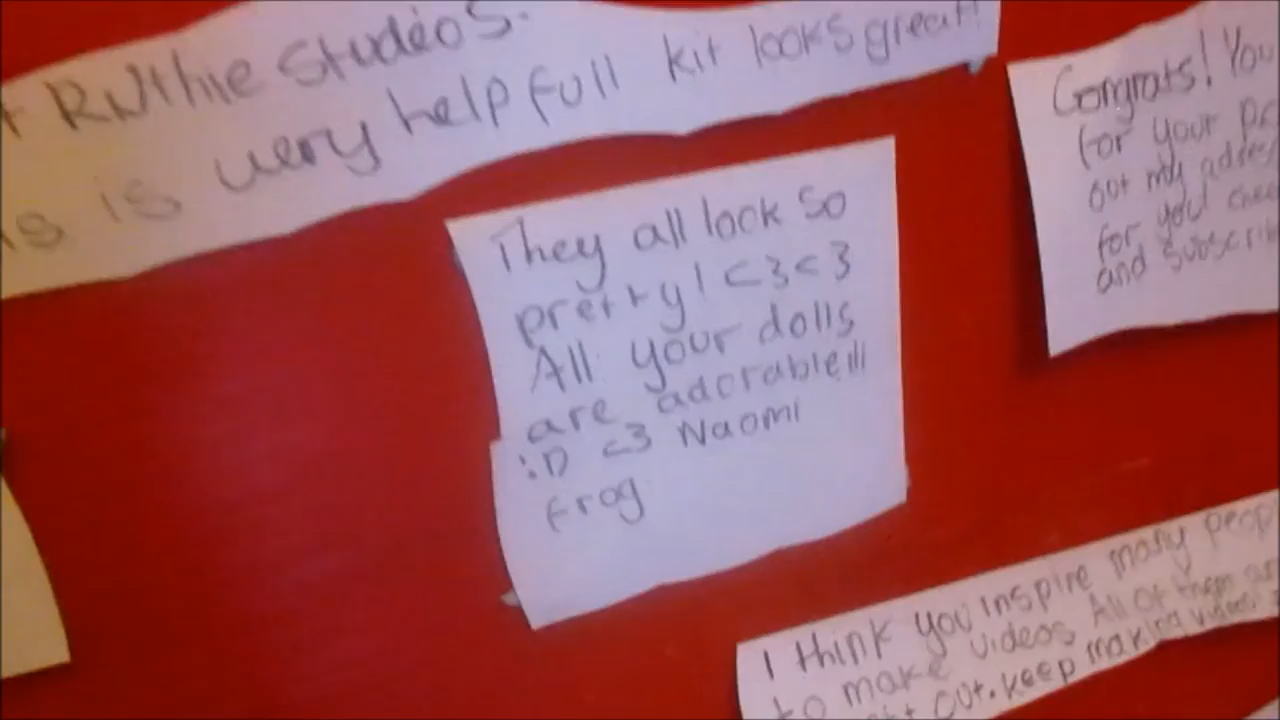 RUthie studios.
is very helpfull kit looks great!
They all look so
pretty! <3<3
All your dolls
are adorable!!!
:D <3 Naomi
frog
Congrats! You
for your
out my
for you
and subscrib
I think you inspire many peop
to make videos. All of them
out. keep making videos